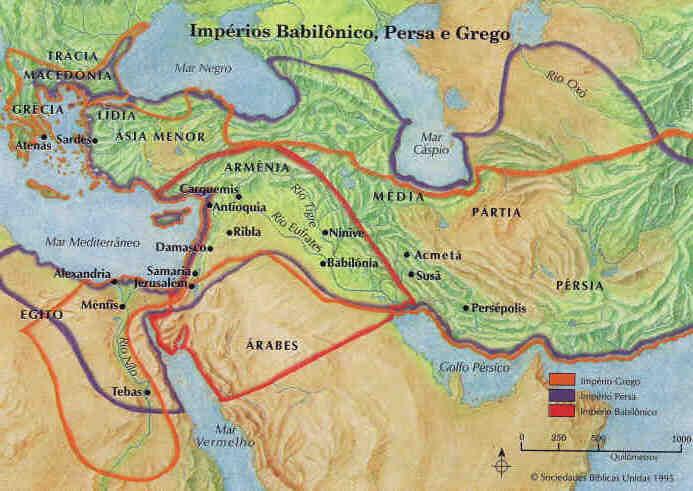 Impérios Babilônico, Persa e Grego
TRÁCIA
MACEDÔNIA
Mar Negro
Rio Oxó
GRÉCIA
LÍDIA
Atenás
Sardes
ÁSIA MENOR
Mar
Cáspio
ARMÊNIA
Carquemis
MÉDIA
Antioquia
Rio Tigre
PÁRTIA
Ribla
Rio Eufrates
Nínive
Mar Mediterrâneo
Damasco
Acmetá
Babilônia
Alexandria
Samaria
Susã
Jerusalém
PÉRSIA
Mênfis
Persépolis
EGITO
ÁRABES
Rio Nilo
Golfo Pérsico
Tebas
Império Grego
Império Persa
Império Babilônico
Mar
Vermelho
0 250 500 1000
Quilômetros
© Sociedades Bíblicas Unidas 1995